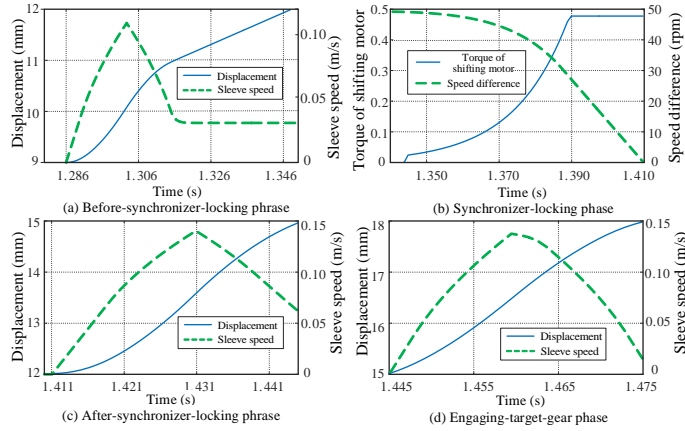 12
11
10
9
Displacement (mm)
0.10
0.05
0
Sleeve speed (m/s)
Displacement
Sleeve speed
1.286
1.306
1.326
1.346
Time (s)
(a) Before-synchronizer-locking phrase
0.5
0.4
0.3
0.2
0.1
0
Torque of shifting motor
50
40
30
20
10
0
Speed difference (rpm)
Torque of
shifting motor
Speed difference
1.350
1.370
1.390
1.410
Time (s)
(b) Synchronizer-locking phase
15
14
13
12
Displacement (mm)
0.15
0.10
0.05
0
Sleeve speed (m/s)
Displacement
Sleeve speed
1.411
1.421
1.431
1.441
Time (s)
(c) After-synchronizer-locking phrase
18
17
16
15
Displacement (mm)
0.15
0.10
0.05
0
Sleeve speed (m/s)
Displacement
Sleeve speed
1.445
1.455
1.465
1.475
Time (s)
(d) Engaging-target-gear phase